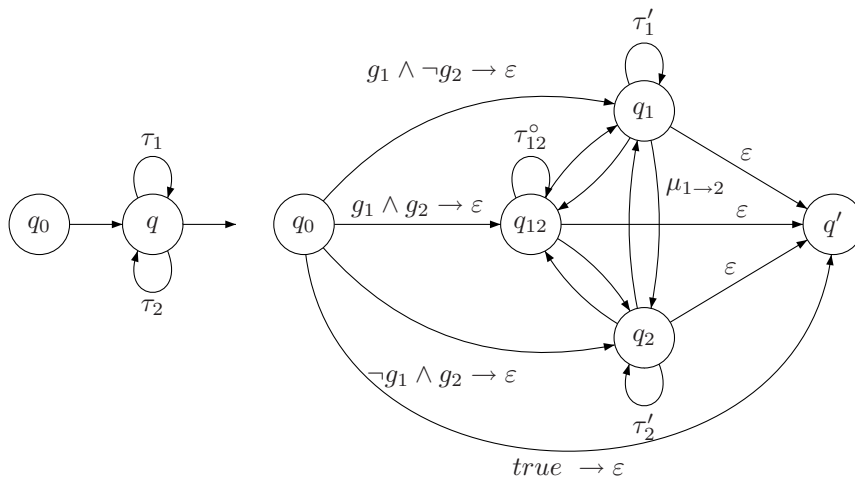 τ₁
q₀
q
τ₂
τ′₁
g₁ ∧ ¬g₂ → ε
q₁
τ°₁₂
ε
μ₁→₂
q₀
g₁ ∧ g₂ → ε
q₁₂
ε
q′
ε
q₂
¬g₁ ∧ g₂ → ε
τ′₂
true → ε